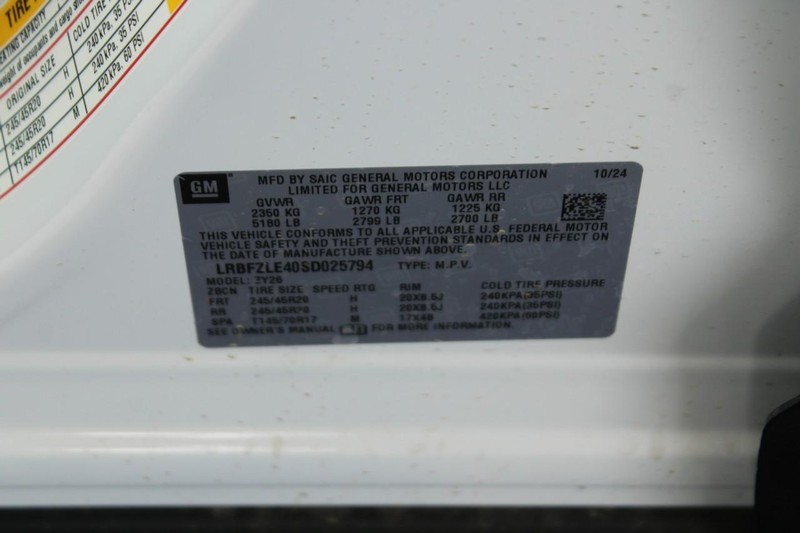 TIRE
COLD TIRE
ORIGINAL SIZE
245/45R20 H 240 kPa, 35 PSI
245/45R20 H 240 kPa, 35 PSI
T145/70R17 M 420 kPa, 60 PSI
GM
MFD BY SAIC GENERAL MOTORS CORPORATION 10/24
LIMITED FOR GENERAL MOTORS LLC
GVWR GAWR FRT GAWR RR
2350 KG 1270 KG 1225 KG
5180 LB 2799 LB 2700 LB
THIS VEHICLE CONFORMS TO ALL APPLICABLE U.S. FEDERAL MOTOR
VEHICLE SAFETY AND THEFT PREVENTION STANDARDS IN EFFECT ON
THE DATE OF MANUFACTURE SHOWN ABOVE.
LRBFZLE40SD025794 TYPE: M.P.V.
MODEL: ZY26
ZBCN TIRE SIZE SPEED RTG RIM COLD TIRE PRESSURE
FRT 245/45R20 H 20X8.5J 240KPA(35PSI)
RR 245/45R20 H 20X8.5J 240KPA(35PSI)
SPA T145/70R17 M 17X4B 420KPA(60PSI)
SEE OWNER'S MANUAL FOR MORE INFORMATION.